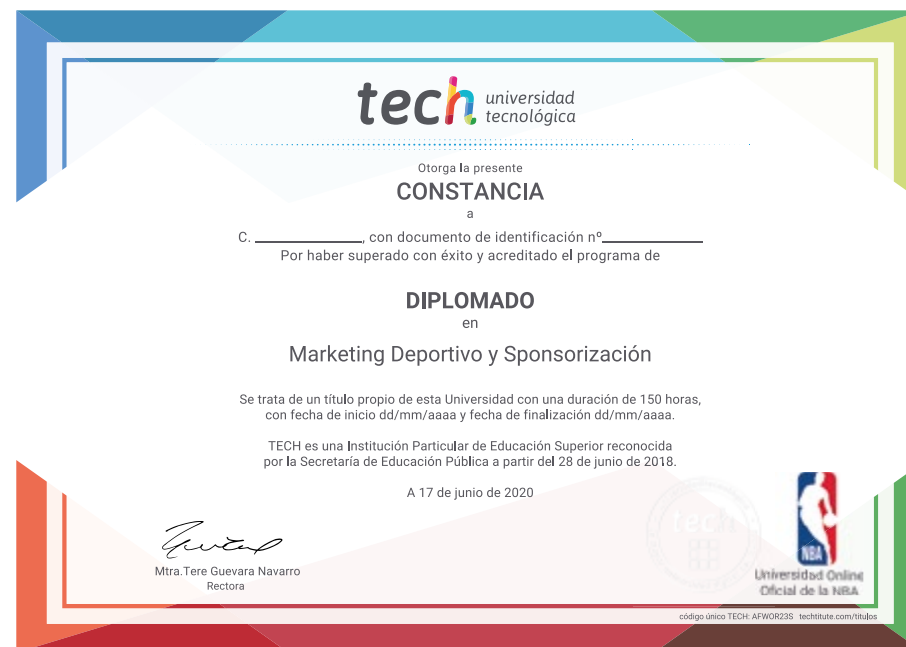 tech universidad
tecnológica
Otorga la presente
CONSTANCIA
a
C. ____________, con documento de identificación nº____________
Por haber superado con éxito y acreditado el programa de
DIPLOMADO
en
Marketing Deportivo y Sponsorización
Se trata de un título propio de esta Universidad con una duración de 150 horas,
con fecha de inicio dd/mm/aaaa y fecha de finalización dd/mm/aaaa.
TECH es una Institución Particular de Educación Superior reconocida
por la Secretaría de Educación Pública a partir del 28 de junio de 2018.
A 17 de junio de 2020
tech
Mtra.Tere Guevara Navarro
Rectora
NBA
Universidad Online
Oficial de la NBA
código único TECH: AFWOR23S techtitute.com/titulos